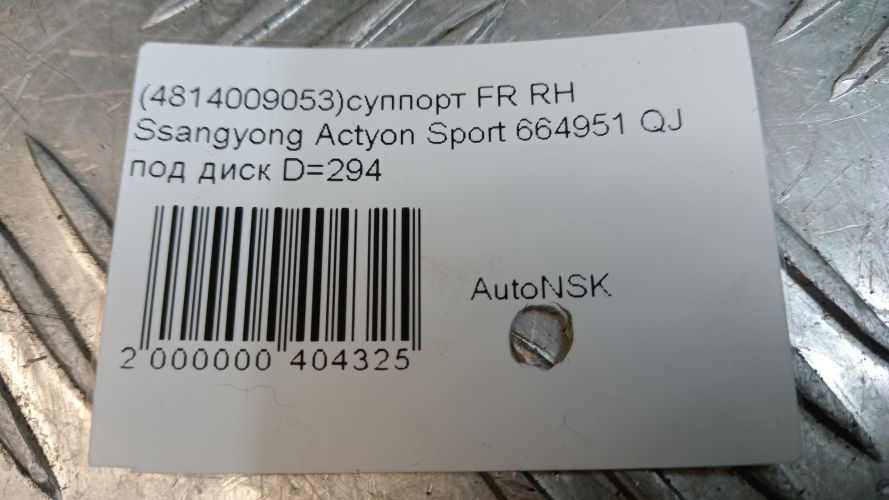 (4814009053)суппорт FR RH
Ssangyong Actyon Sport 664951 QJ
под диск D=294
AutoNSK
2 000000 404325